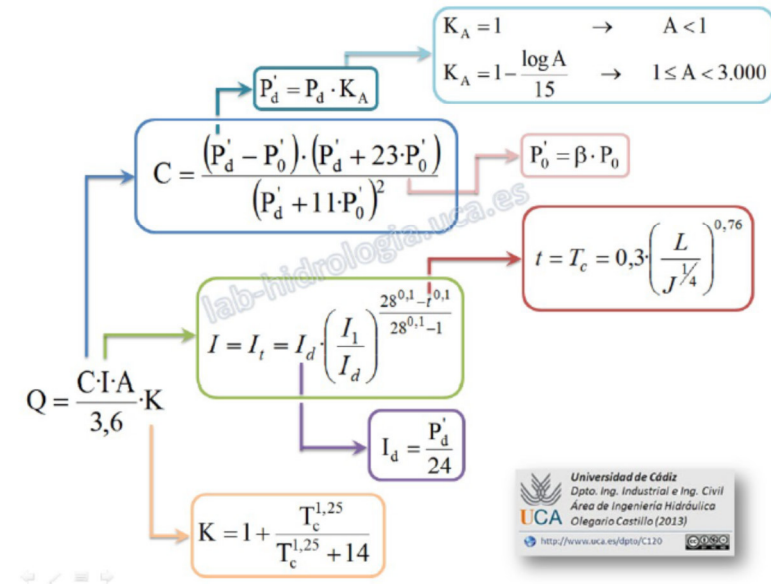 K_A = 1 → A < 1
K_A = 1 − log A / 15 → 1 ≤ A < 3.000
P'_d = P_d · K_A
C = (P'_d − P'_0) · (P'_d + 23·P'_0) / (P'_d + 11·P'_0)²
P'_0 = β · P_0
lab-hidrología.uca.es
t = T_c = 0,3·(L / J^(1/4))^0,76
I = I_t = I_d · (I_1 / I_d)^((28^0,1 − t^0,1) / (28^0,1 − 1))
Q = C·I·A / 3,6 · K
I_d = P'_d / 24
K = 1 + T_c^1,25 / (T_c^1,25 + 14)
Universidad de Cádiz
Dpto. Ing. Industrial e Ing. Civil
Área de Ingeniería Hidráulica
UCA Olegario Castillo (2013)
http://www.uca.es/dpto/C120